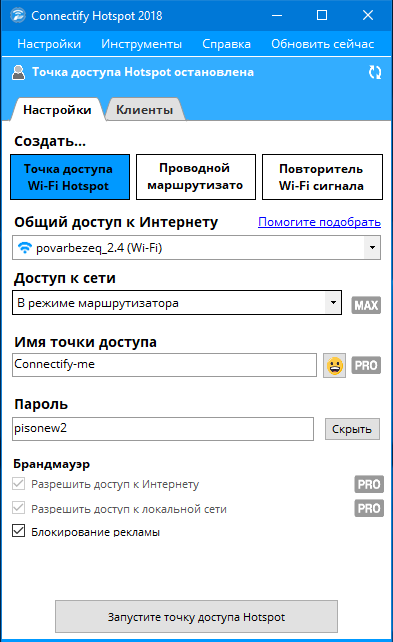 Connectify Hotspot 2018
Настройки Инструменты Справка Обновить сейчас
Точка доступа Hotspot остановлена
Настройки Клиенты
Создать...
Точка доступа Wi-Fi Hotspot
Проводной маршрутизато
Повторитель Wi-Fi сигнала
Общий доступ к Интернету Помогите подобрать
povarbezeq_2.4 (Wi-Fi)
Доступ к сети
В режиме маршрутизатора MAX
Имя точки доступа
Connectify-me PRO
Пароль
pisonew2 Скрыть
Брандмауэр
Разрешить доступ к Интернету PRO
Разрешить доступ к локальной сети PRO
Блокирование рекламы
Запустите точку доступа Hotspot